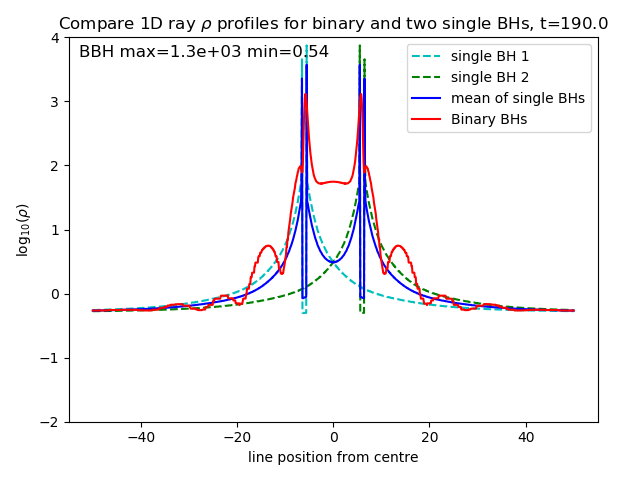 Compare 1D ray ρ profiles for binary and two single BHs, t=190.0
BBH max=1.3e+03 min=0.54
single BH 1
single BH 2
mean of single BHs
Binary BHs
log₁₀(ρ)
4
3
2
1
0
−1
−2
−40
−20
0
20
40
line position from centre